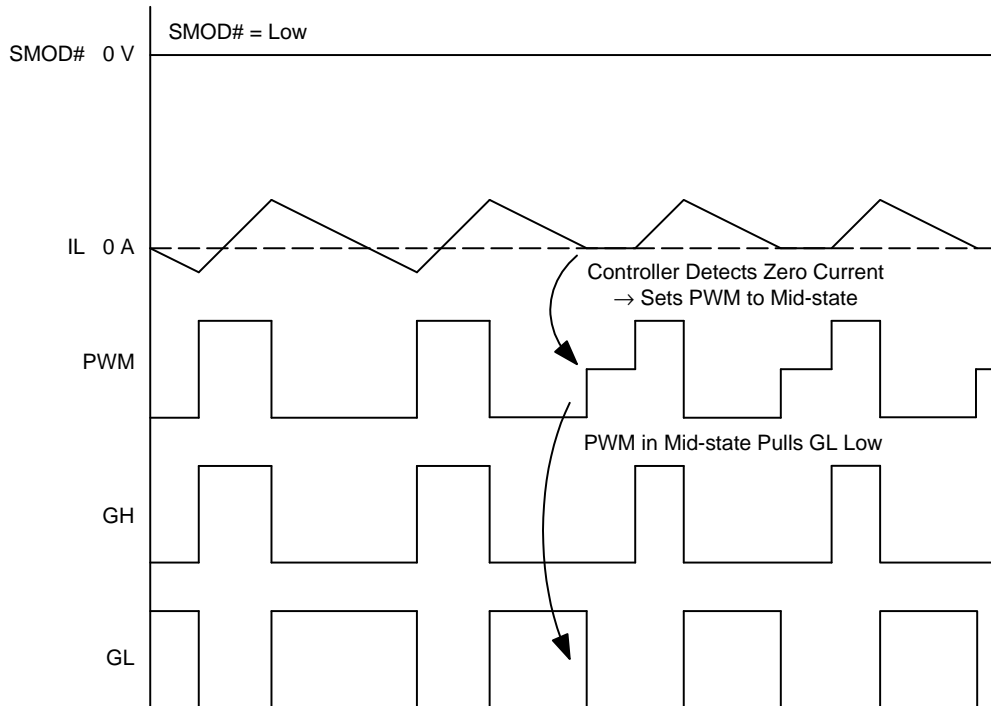 SMOD# = Low
SMOD# 0 V
IL 0 A
Controller Detects Zero Current
→ Sets PWM to Mid-state
PWM
PWM in Mid-state Pulls GL Low
GH
GL